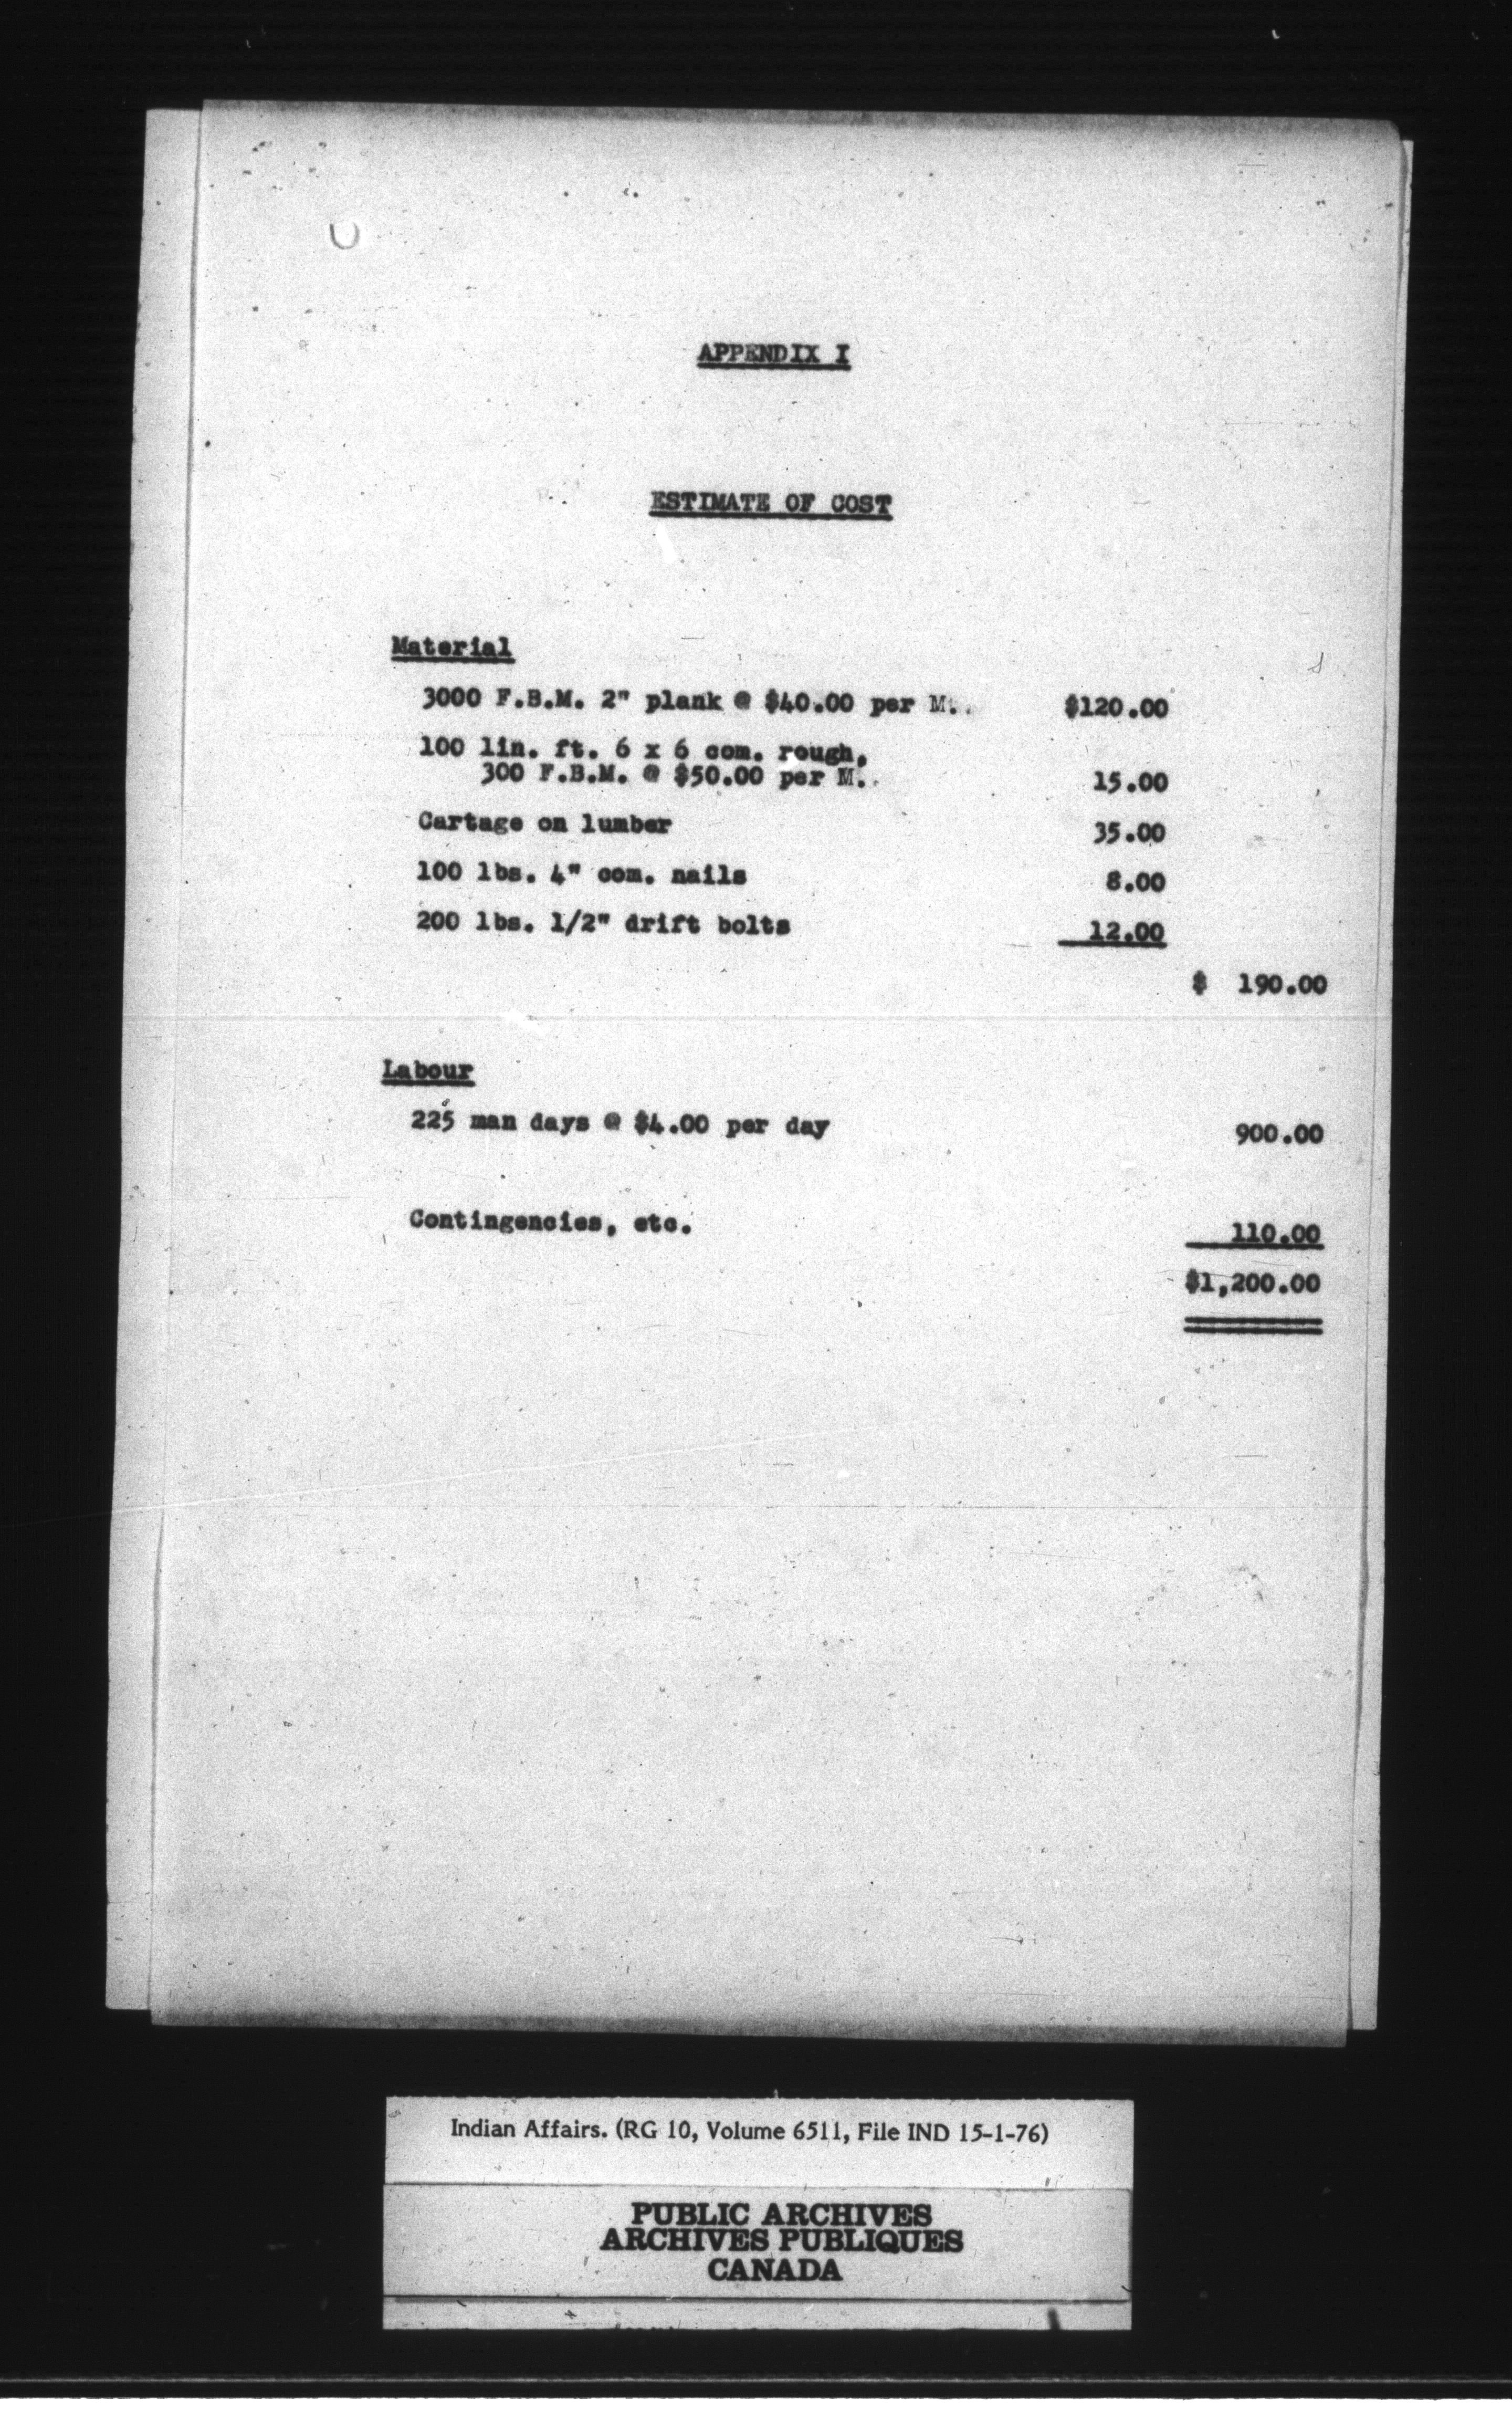 APPENDIX I
ESTIMATE OF COST
Material
3000 F.B.M. 2" plank @ $40.00 per M. $120.00
100 lin. ft. 6 x 6 com. rough,
300 F.B.M. @ $50.00 per M. 15.00
Cartage on lumber 35.00
100 lbs. 4" com. nails 8.00
200 lbs. 1/2" drift bolts 12.00
$ 190.00
Labour
225 man days @ $4.00 per day 900.00
Contingencies, etc. 110.00
$1,200.00
Indian Affairs. (RG 10, Volume 6511, File IND 15-1-76)
PUBLIC ARCHIVES
ARCHIVES PUBLIQUES
CANADA